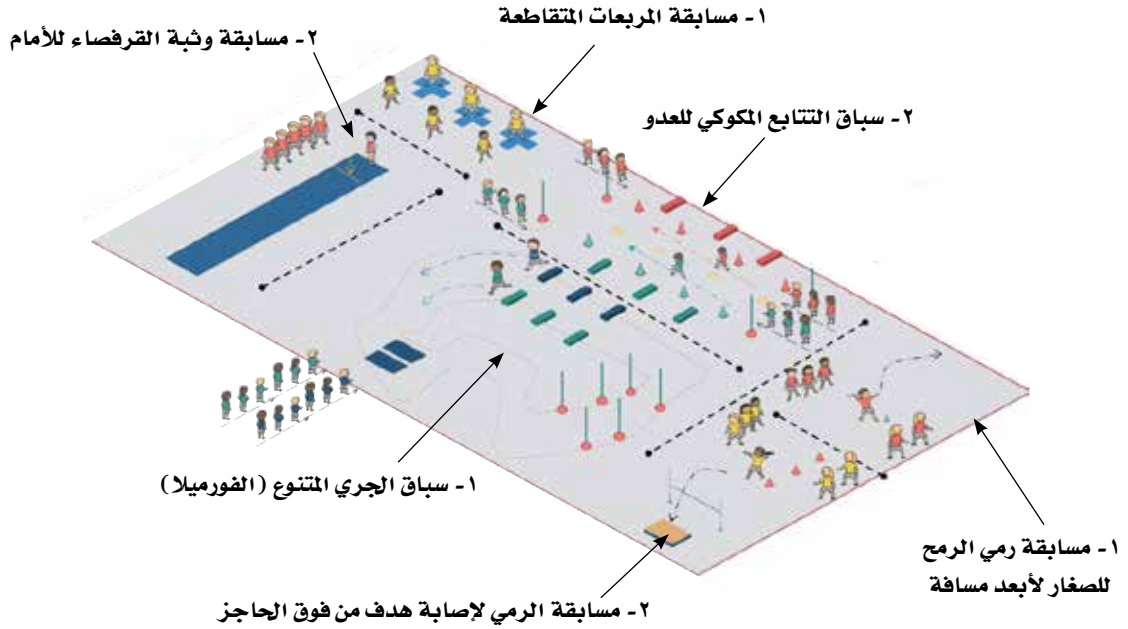 ١- مسابقة المربعات المتقاطعة
٢- مسابقة وثبة القرفصاء للأمام
٢- سباق التتابع المكوكي للعدو
١- سباق الجري المتنوع (الفورميلا)
١- مسابقة رمي الرمح
للصغار لأبعد مسافة
٢- مسابقة الرمي لإصابة هدف من فوق الحاجز